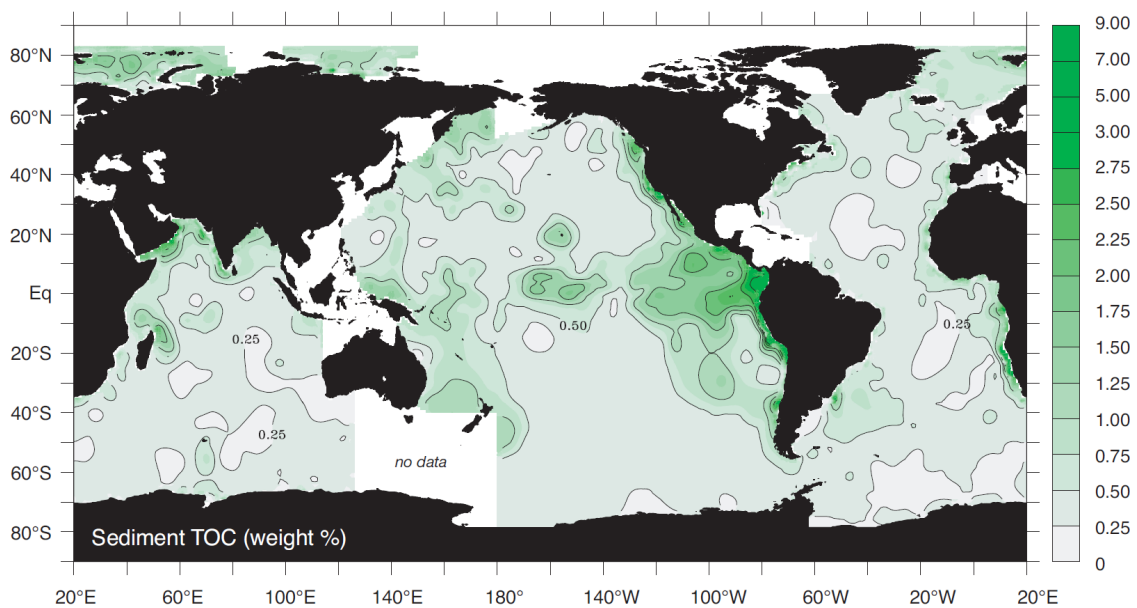 80°N
60°N
40°N
20°N
Eq
20°S
40°S
60°S
80°S
0.25
0.25
0.50
0.25
no data
Sediment TOC (weight %)
20°E 60°E 100°E 140°E 180° 140°W 100°W 60°W 20°W 20°E
9.00
7.00
5.00
3.00
2.75
2.50
2.25
2.00
1.75
1.50
1.25
1.00
0.75
0.50
0.25
0